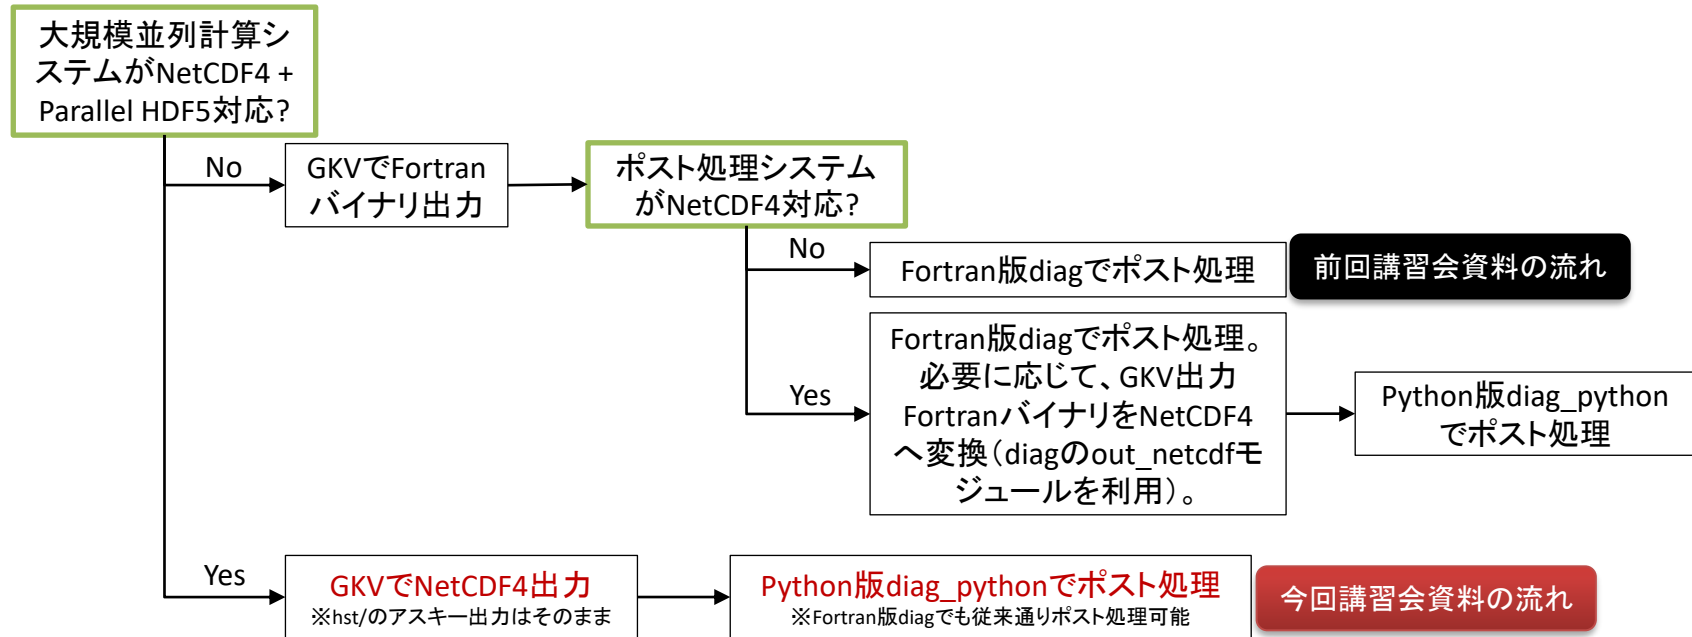 大規模並列計算シ
ステムがNetCDF4 +
Parallel HDF5対応?
No
GKVでFortran
バイナリ出力
ポスト処理システム
がNetCDF4対応?
No
Fortran版diagでポスト処理
前回講習会資料の流れ
Yes
Fortran版diagでポスト処理。
必要に応じて、GKV出力
FortranバイナリをNetCDF4
へ変換（diagのout_netcdfモ
ジュールを利用）。
Python版diag_python
でポスト処理
Yes
GKVでNetCDF4出力
※hst/のアスキー出力はそのまま
Python版diag_pythonでポスト処理
※Fortran版diagでも従来通りポスト処理可能
今回講習会資料の流れ